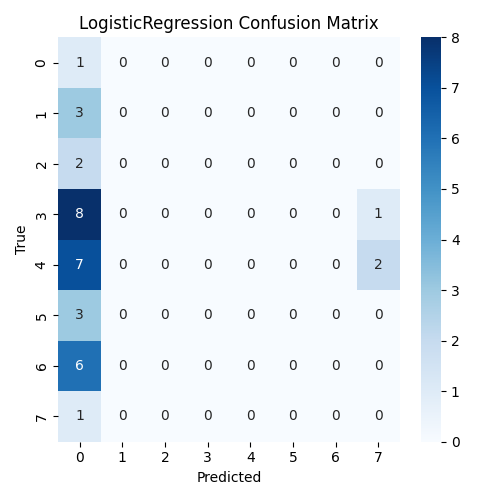 LogisticRegression Confusion Matrix
0 1 0 0 0 0 0 0 0
1 3 0 0 0 0 0 0 0
2 2 0 0 0 0 0 0 0
3 8 0 0 0 0 0 0 1
4 7 0 0 0 0 0 0 2
5 3 0 0 0 0 0 0 0
6 6 0 0 0 0 0 0 0
7 1 0 0 0 0 0 0 0
0 1 2 3 4 5 6 7
Predicted
True
8
7
6
5
4
3
2
1
0